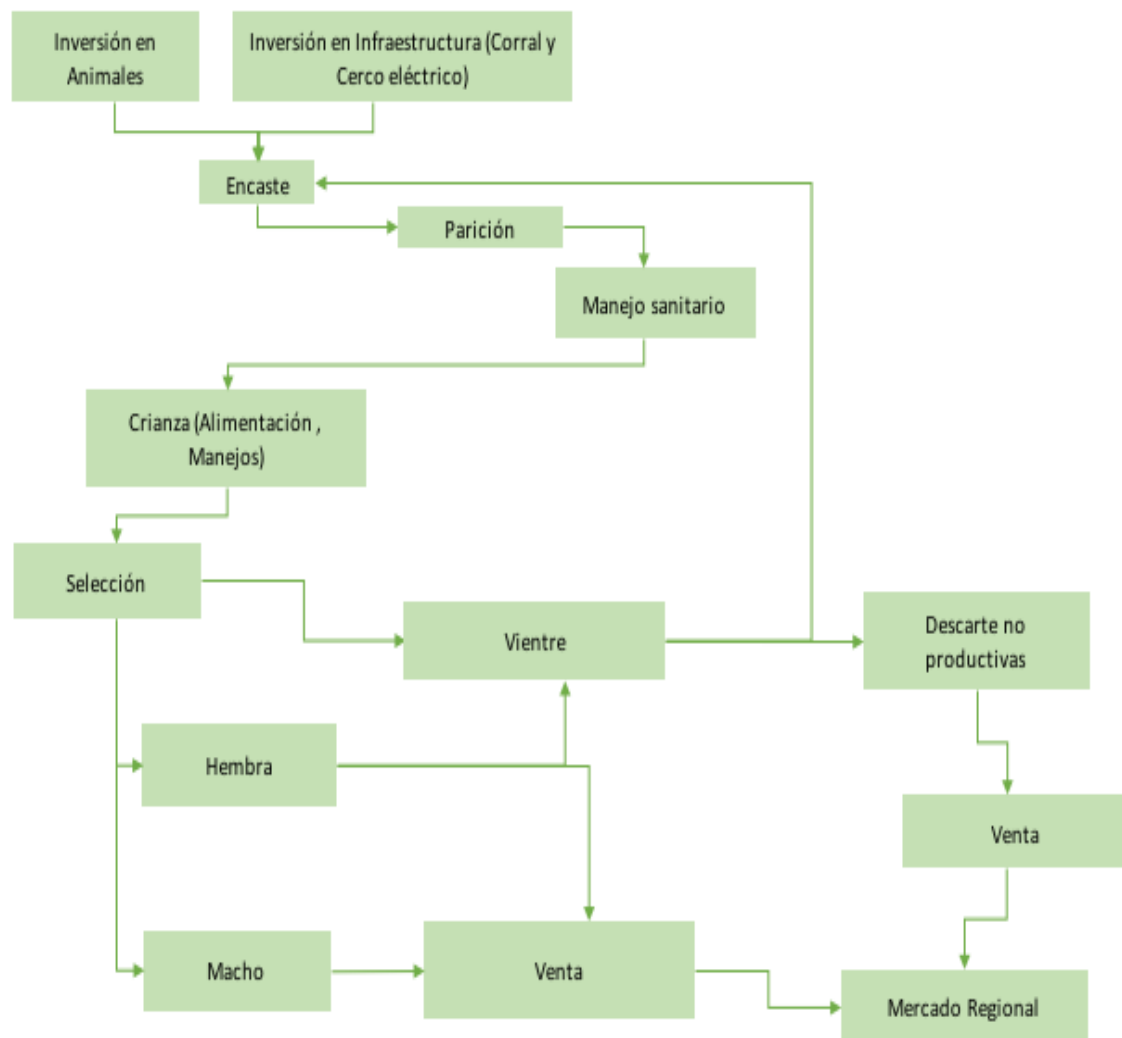 Inversión en
Animales
Inversión en Infraestructura (Corral y
Cerco eléctrico)
Encaste
Parición
Manejo sanitario
Crianza (Alimentación ,
Manejos)
Selección
Vientre
Descarte no
productivas
Hembra
Venta
Macho
Venta
Mercado Regional